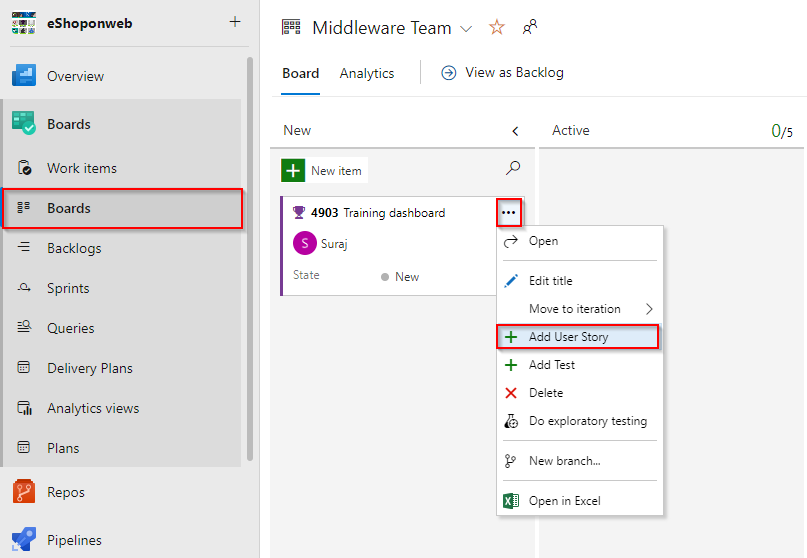 eShoponweb
Overview
Boards
Work items
Boards
Backlogs
Sprints
Queries
Delivery Plans
Analytics views
Plans
Repos
Pipelines
Middleware Team
Board Analytics View as Backlog
New Active 0/5
New item
4903 Training dashboard
S Suraj
State New
Open
Edit title
Move to iteration
Add User Story
Add Test
Delete
Do exploratory testing
New branch...
Open in Excel